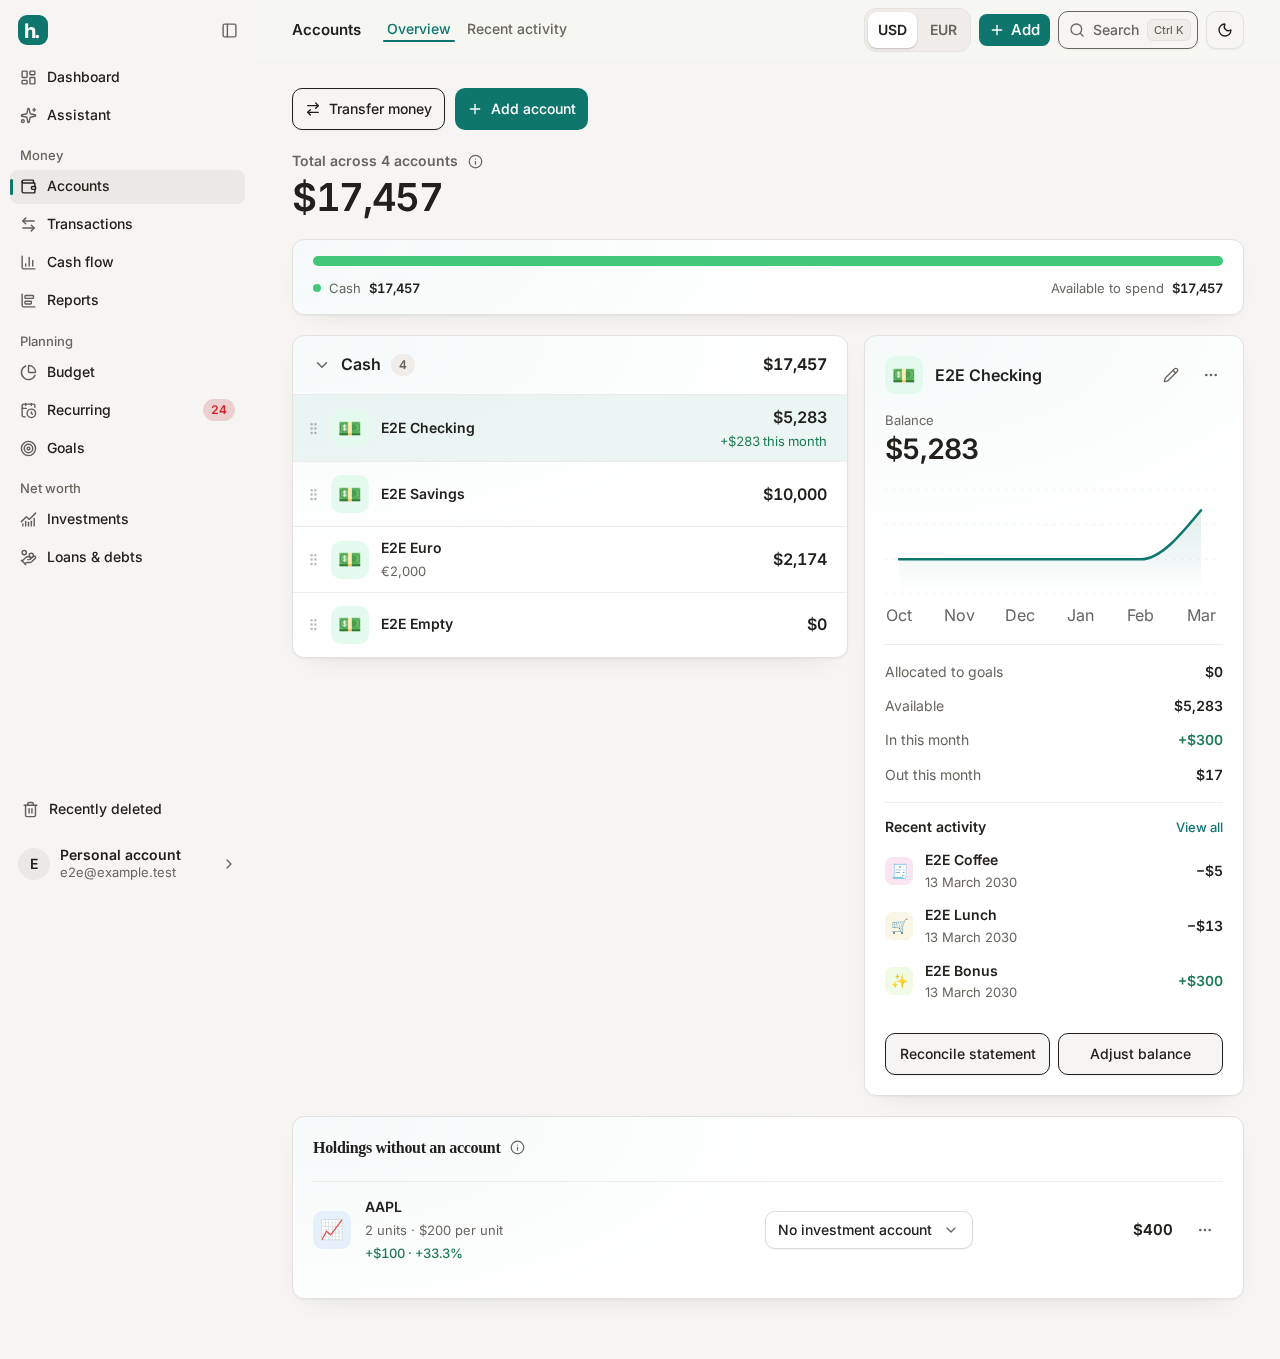 h.
Dashboard
Assistant
Money
Accounts
Transactions
Cash flow
Reports
Planning
Budget
Recurring 24
Goals
Net worth
Investments
Loans & debts
Recently deleted
E
Personal account
e2e@example.test
Accounts Overview Recent activity
USD EUR
Add
Search Ctrl K
Transfer money
Add account
Total across 4 accounts
$17,457
Cash $17,457
Available to spend $17,457
Cash 4 $17,457
E2E Checking $5,283
+$283 this month
E2E Savings $10,000
E2E Euro
€2,000
$2,174
E2E Empty $0
E2E Checking
Balance
$5,283
Oct Nov Dec Jan Feb Mar
Allocated to goals $0
Available $5,283
In this month +$300
Out this month $17
Recent activity View all
E2E Coffee
13 March 2030
−$5
E2E Lunch
13 March 2030
−$13
E2E Bonus
13 March 2030
+$300
Reconcile statement
Adjust balance
Holdings without an account
AAPL
2 units · $200 per unit
+$100 · +33.3%
No investment account
$400